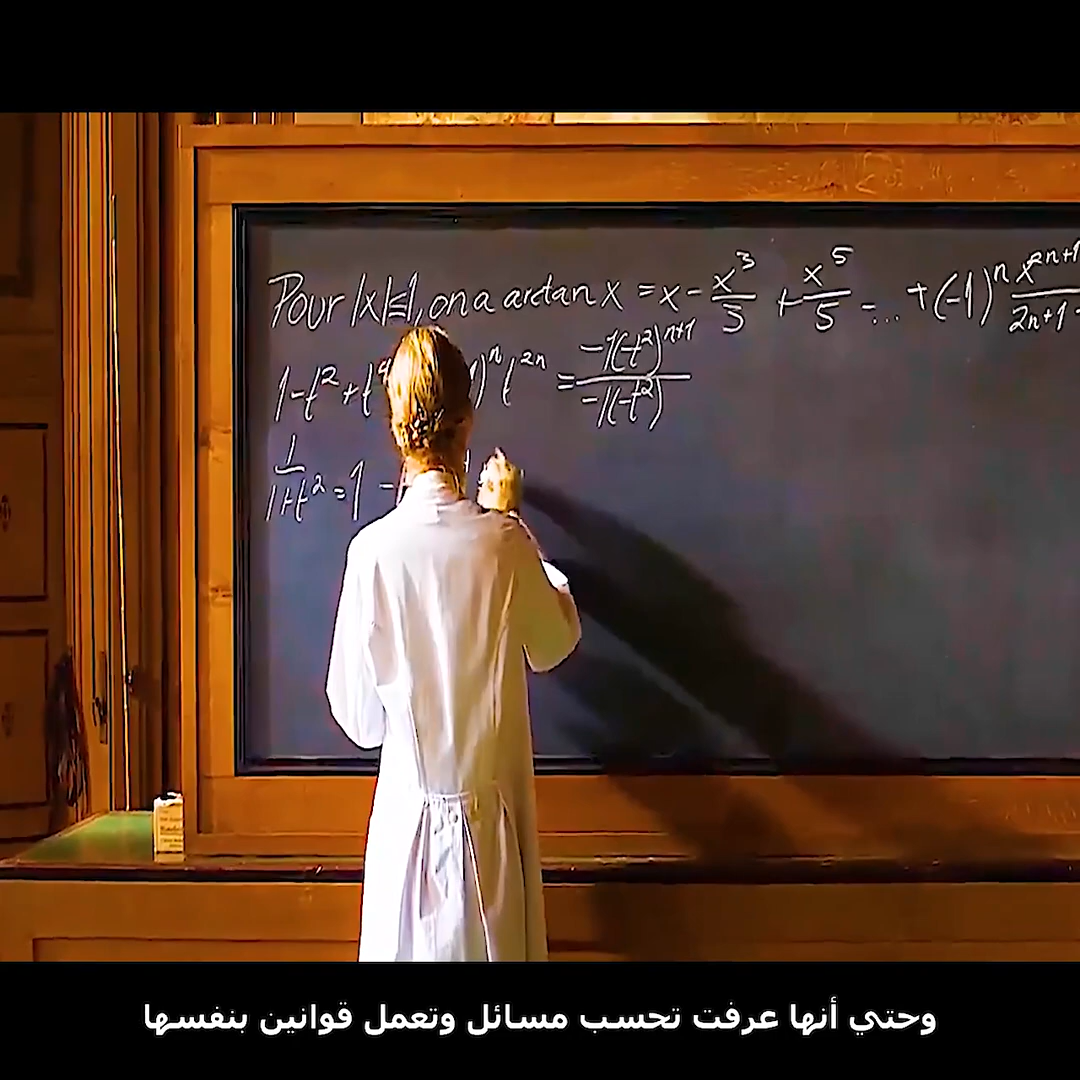 Pour |x|≤1, on a arctan x = x - x³/3 + x⁵/5 - ... + (-1)ⁿ x²ⁿ⁺¹/2n+1
1-t²+t⁴ 1)ⁿ t²ⁿ = -1(-t²)ⁿ⁺¹/-1(-t²)
1/1+t² = 1 -
وحتي أنها عرفت تحسب مسائل وتعمل قوانين بنفسها